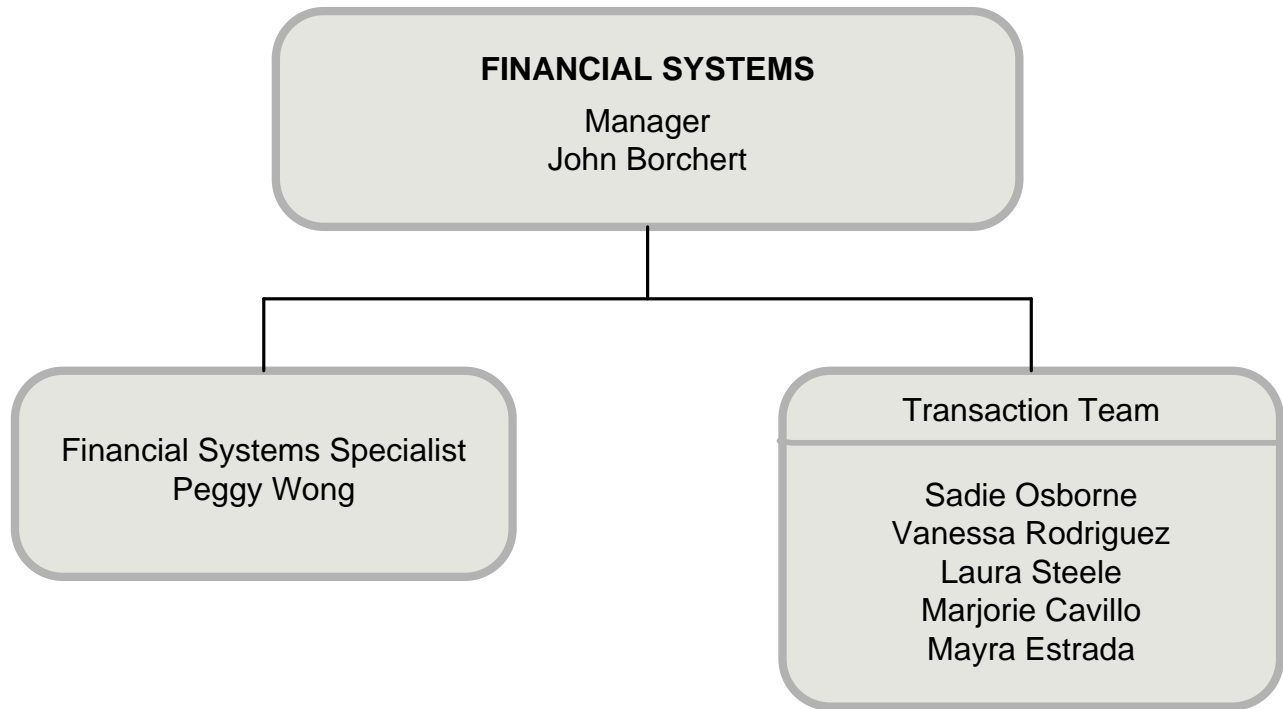 FINANCIAL SYSTEMS
Manager
John Borchert
Financial Systems Specialist
Peggy Wong
Transaction Team
Sadie Osborne
Vanessa Rodriguez
Laura Steele
Marjorie Cavillo
Mayra Estrada